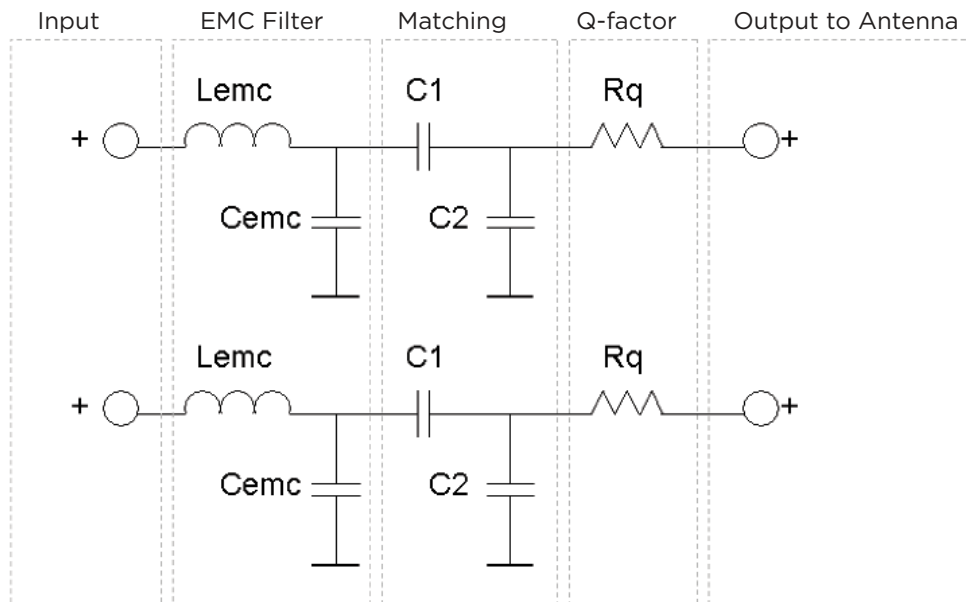 Input EMC Filter Matching Q-factor Output to Antenna
Lemc C1 Rq
+ +
Cemc C2
Lemc C1 Rq
+ +
Cemc C2